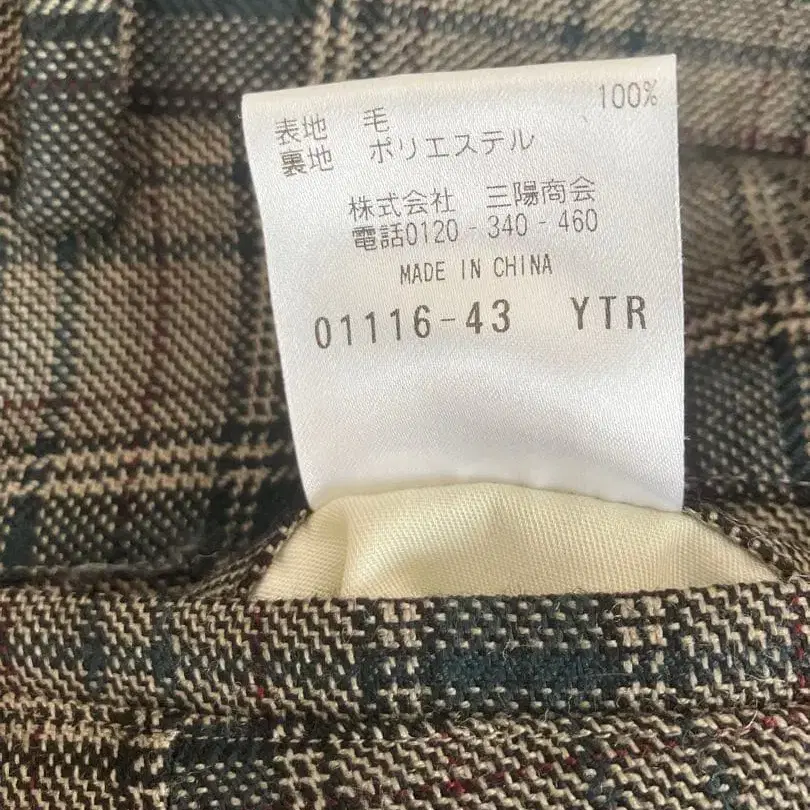 表地 毛 100%
裏地 ポリエステル
株式会社 三陽商会
電話0120-340-460
MADE IN CHINA
01116-43 YTR